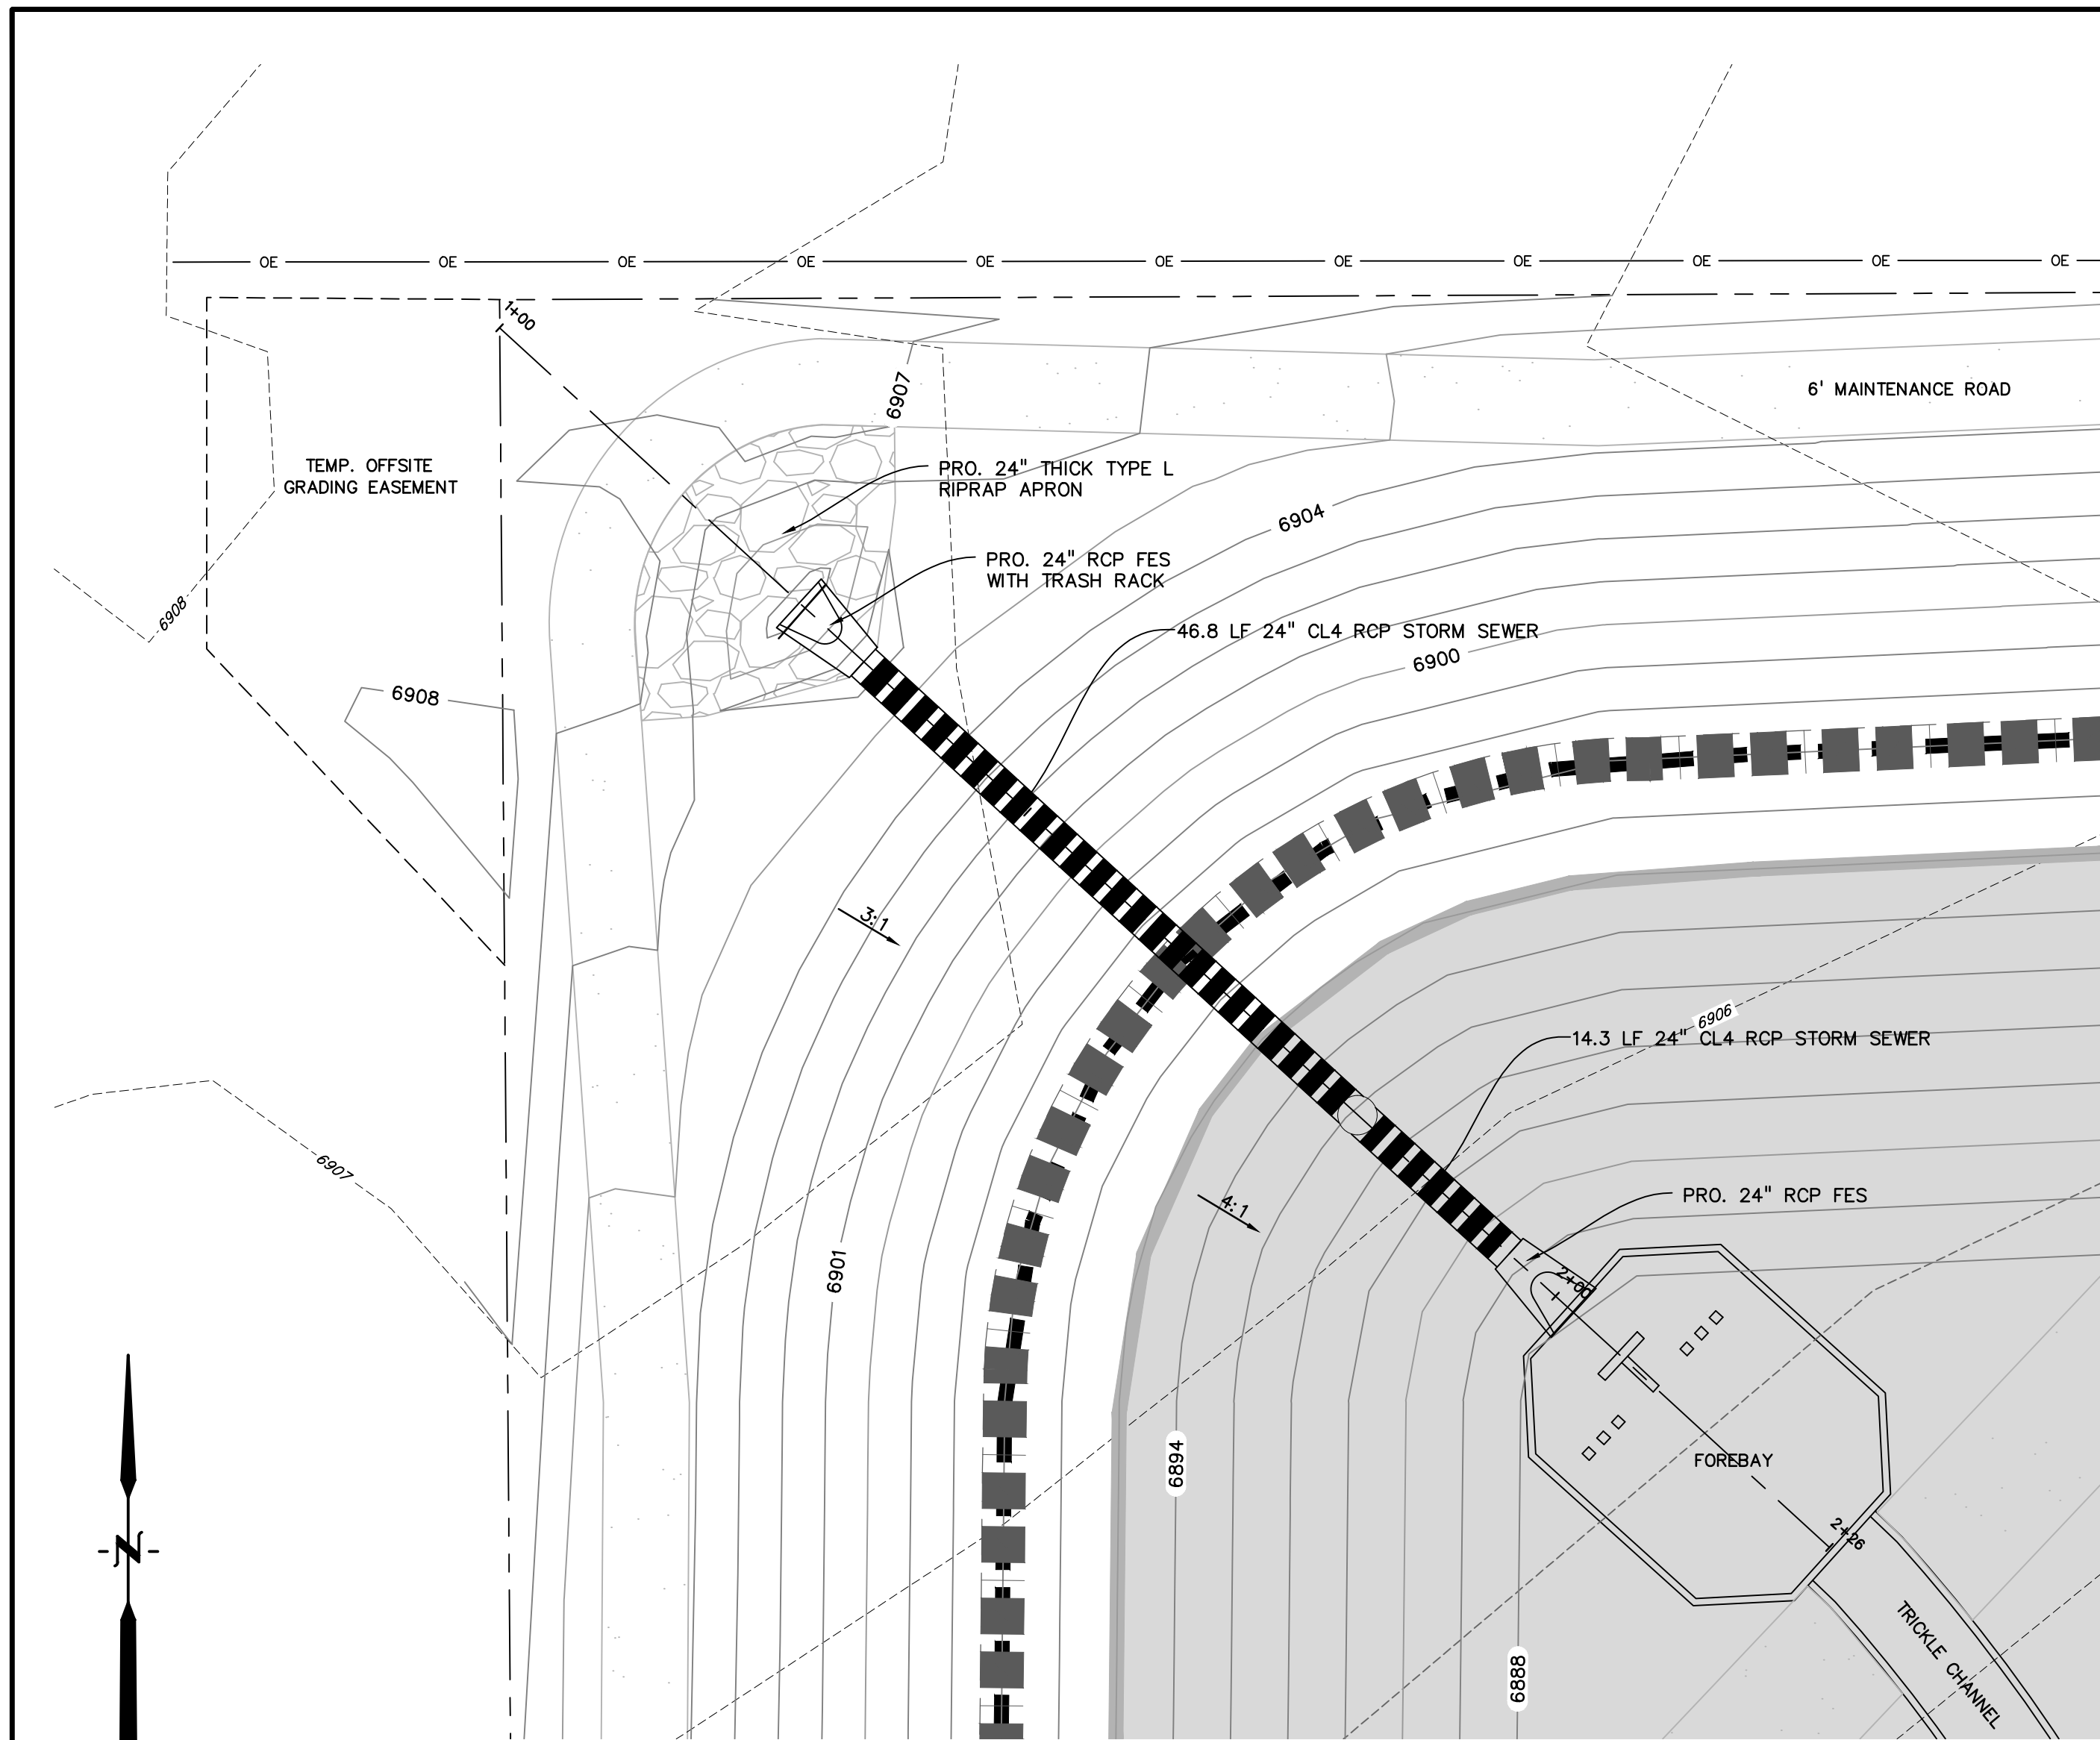 OE OE OE OE OE OE OE OE OE OE OE
1+00
6907
6' MAINTENANCE ROAD
TEMP. OFFSITE
GRADING EASEMENT
PRO. 24" THICK TYPE L
RIPRAP APRON
6904
PRO. 24" RCP FES
WITH TRASH RACK
6908
46.8 LF 24" CL4 RCP STORM SEWER
6900
6908
3:1
6906
14.3 LF 24" CL4 RCP STORM SEWER
6907
4:1
PRO. 24" RCP FES
6901
2+00
6894
FOREBAY
2+26
N
6888
TRICKLE CHANNEL